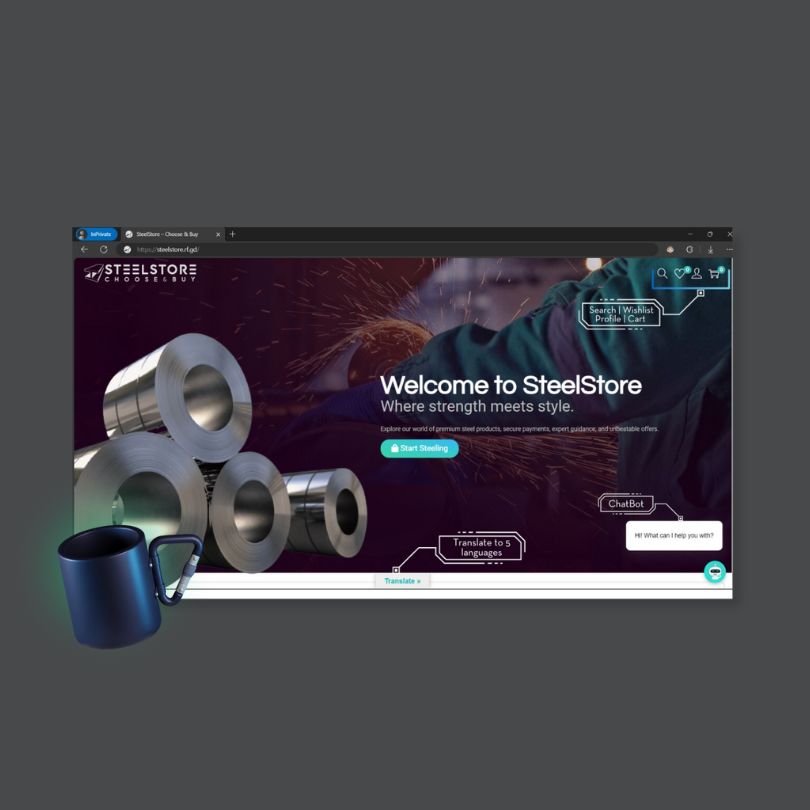 InPrivate
SteelStore – Choose & Buy
https://steelstore.rf.gd/
STEELSTORE
CHOOSE & BUY
0
0
Search | Wishlist
Profile | Cart
Welcome to SteelStore
Where strength meets style.
Explore our world of premium steel products, secure payments, expert guidance, and unbeatable offers.
Start Steeling
ChatBot
Hi! What can I help you with?
Translate to 5
languages
Translate »